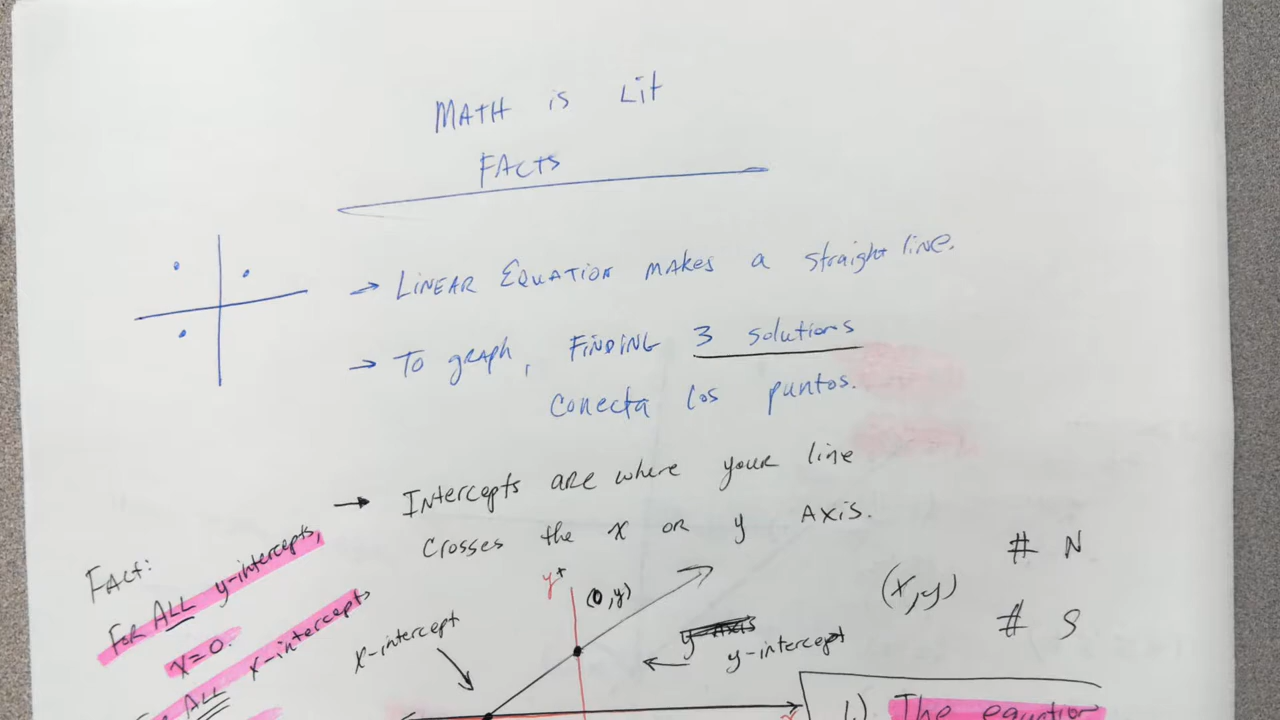 MATH is Lit
FACts
→ LINEAR EQUATION MAKES a straight line.
→ To graph, FINDING 3 solutions
conecta los puntos.
→ Intercepts ARE where your line
Crosses the x OR y AXIS.
FACt:
FOR ALL y-intercepts,
x=0.
ALL x-intercepts
x-intercept
y+
(0,y)
y-intercept
(x,y)
# N
# S
1.) The equation